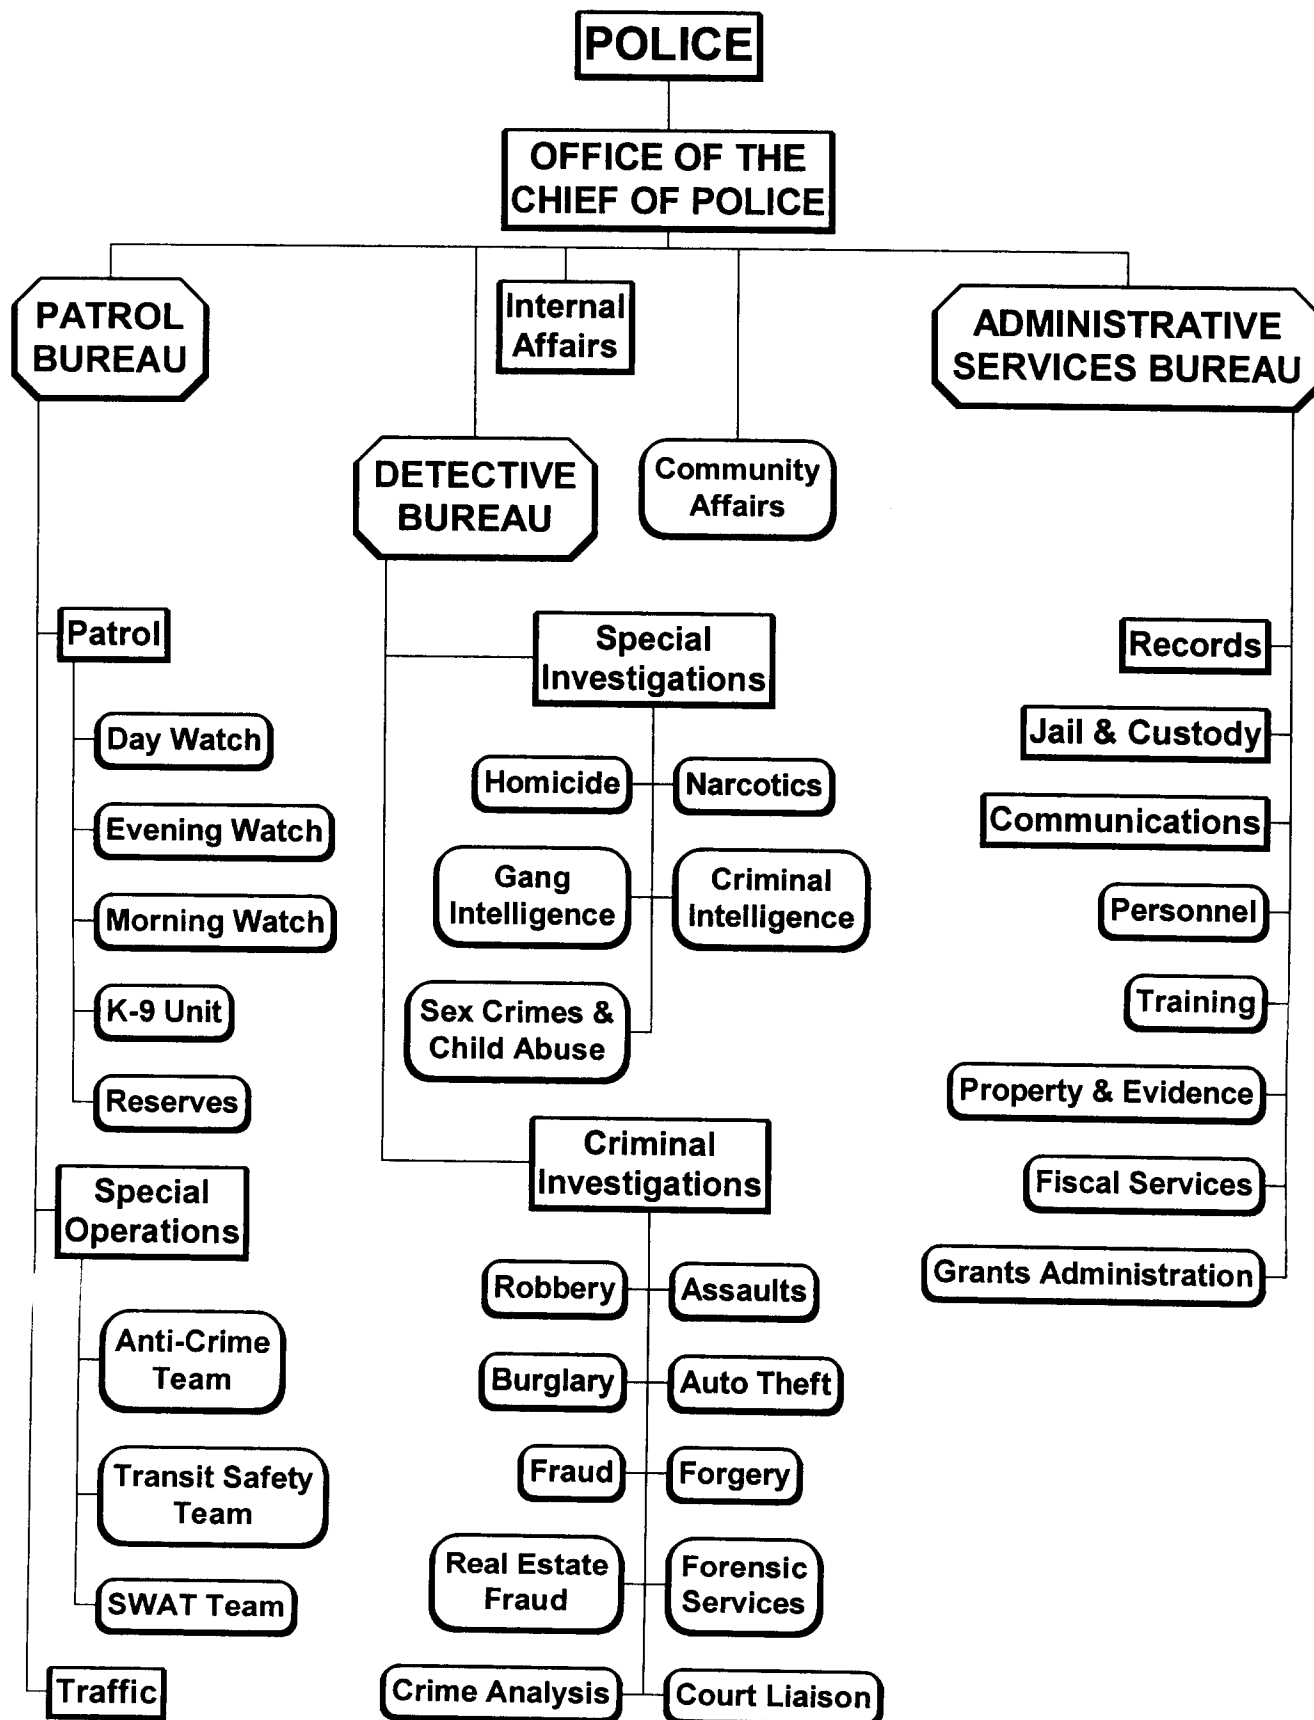 POLICE
OFFICE OF THE
CHIEF OF POLICE
PATROL
BUREAU
Internal
Affairs
ADMINISTRATIVE
SERVICES BUREAU
DETECTIVE
BUREAU
Community
Affairs
Patrol
Day Watch
Evening Watch
Morning Watch
K-9 Unit
Reserves
Special
Operations
Anti-Crime
Team
Transit Safety
Team
SWAT Team
Traffic
Special
Investigations
Homicide
Narcotics
Gang
Intelligence
Criminal
Intelligence
Sex Crimes &
Child Abuse
Criminal
Investigations
Robbery
Assaults
Burglary
Auto Theft
Fraud
Forgery
Real Estate
Fraud
Forensic
Services
Crime Analysis
Court Liaison
Records
Jail & Custody
Communications
Personnel
Training
Property & Evidence
Fiscal Services
Grants Administration